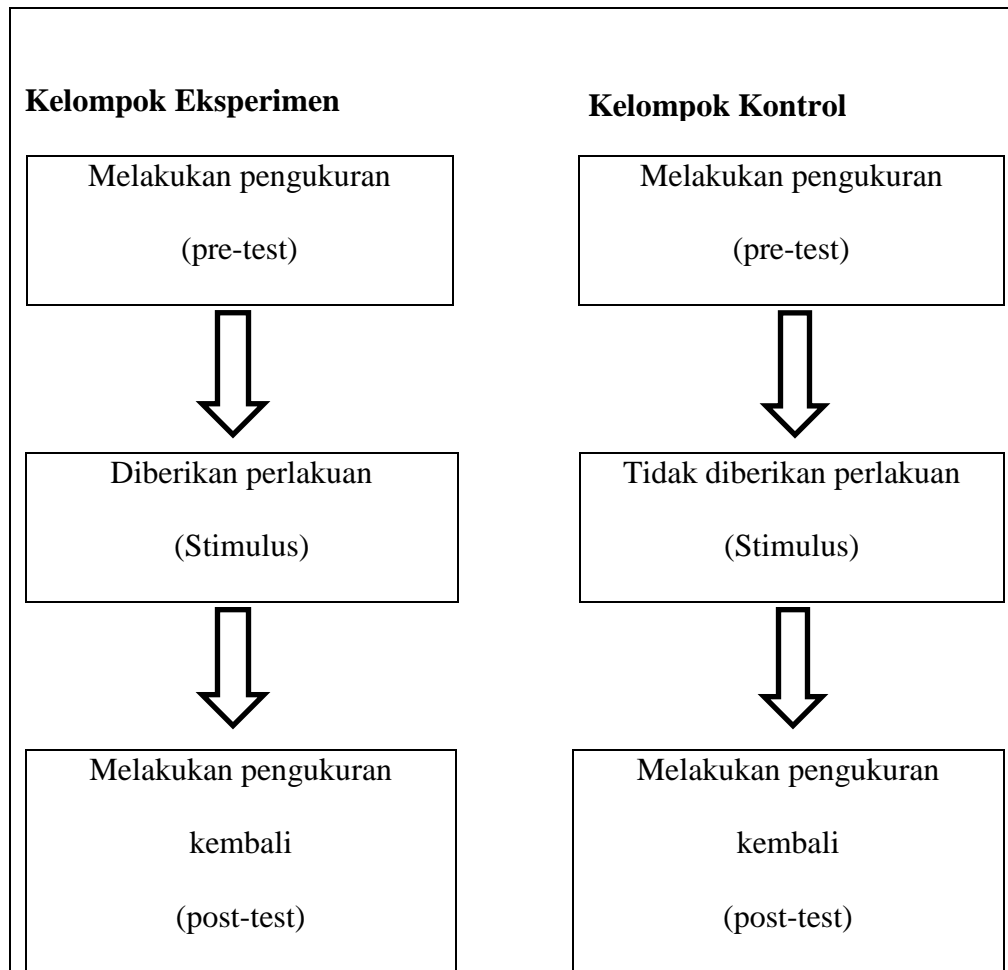 Kelompok Eksperimen
Melakukan pengukuran
(pre-test)
Diberikan perlakuan
(Stimulus)
Melakukan pengukuran
kembali
(post-test)
Kelompok Kontrol
Melakukan pengukuran
(pre-test)
Tidak diberikan perlakuan
(Stimulus)
Melakukan pengukuran
kembali
(post-test)